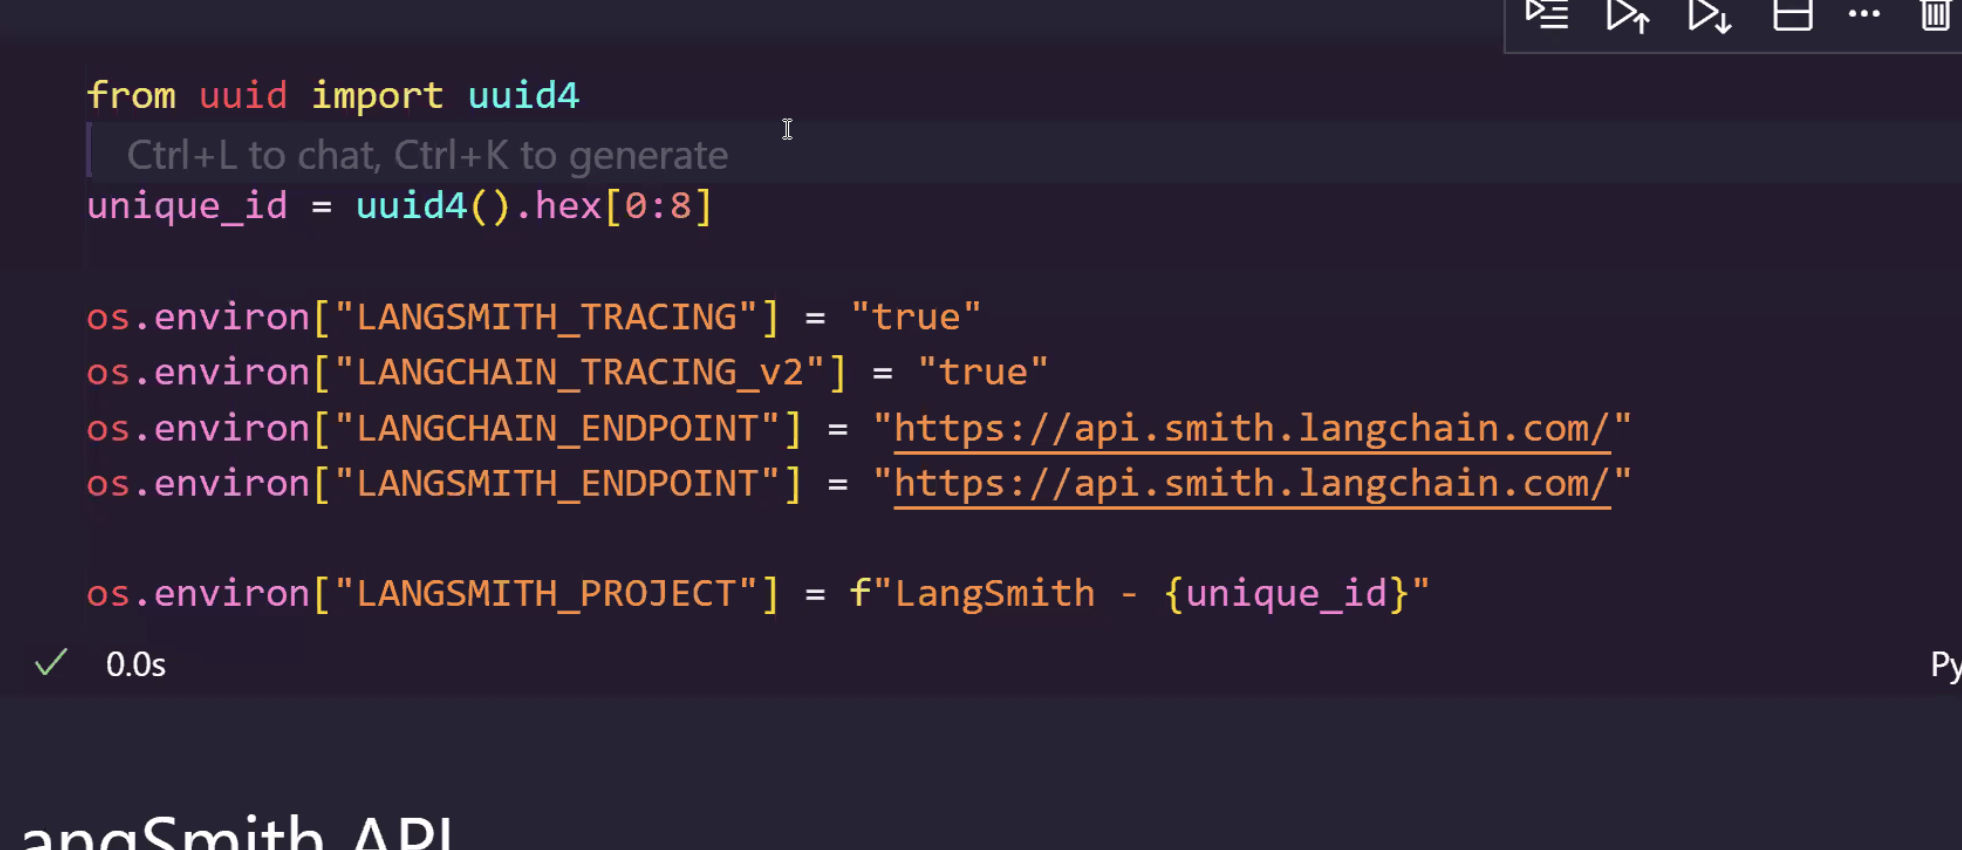 from uuid import uuid4
Ctrl+L to chat, Ctrl+K to generate
unique_id = uuid4().hex[0:8]
os.environ["LANGSMITH_TRACING"] = "true"
os.environ["LANGCHAIN_TRACING_v2"] = "true"
os.environ["LANGCHAIN_ENDPOINT"] = "https://api.smith.langchain.com/"
os.environ["LANGSMITH_ENDPOINT"] = "https://api.smith.langchain.com/"
os.environ["LANGSMITH_PROJECT"] = f"LangSmith - {unique_id}"
0.0s
Py
angSmith API